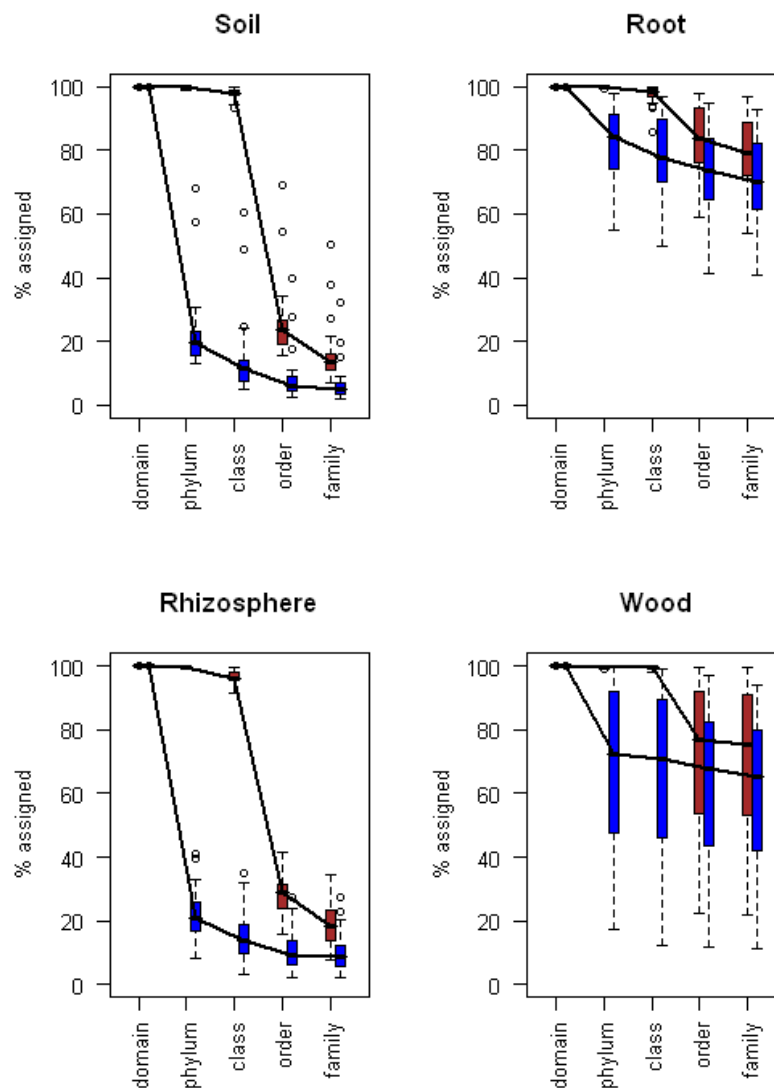 Soil
% assigned
100
80
60
40
20
0
domain
phylum
class
order
family
Root
% assigned
100
80
60
40
20
0
domain
phylum
class
order
family
Rhizosphere
% assigned
100
80
60
40
20
0
domain
phylum
class
order
family
Wood
% assigned
100
80
60
40
20
0
domain
phylum
class
order
family